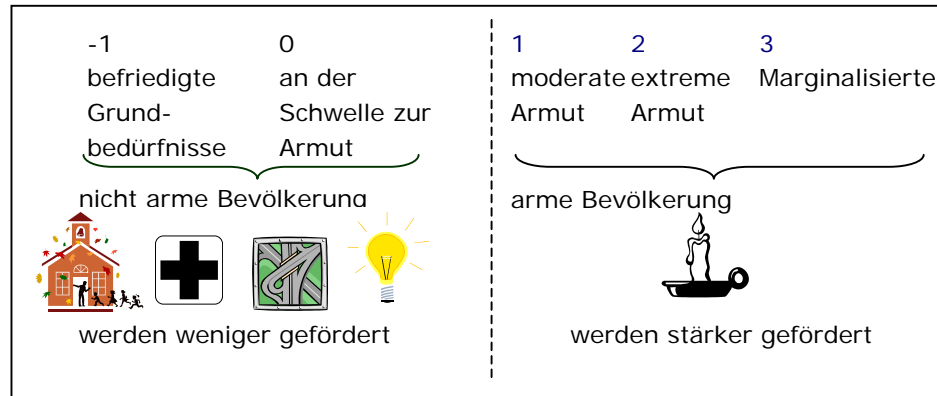 -1
befriedigte
Grund-
bedürfnisse
0
an der
Schwelle zur
Armut
nicht arme Bevölkerung
werden weniger gefördert
1
moderate
Armut
2
extreme
Armut
3
Marginalisierte
arme Bevölkerung
werden stärker gefördert